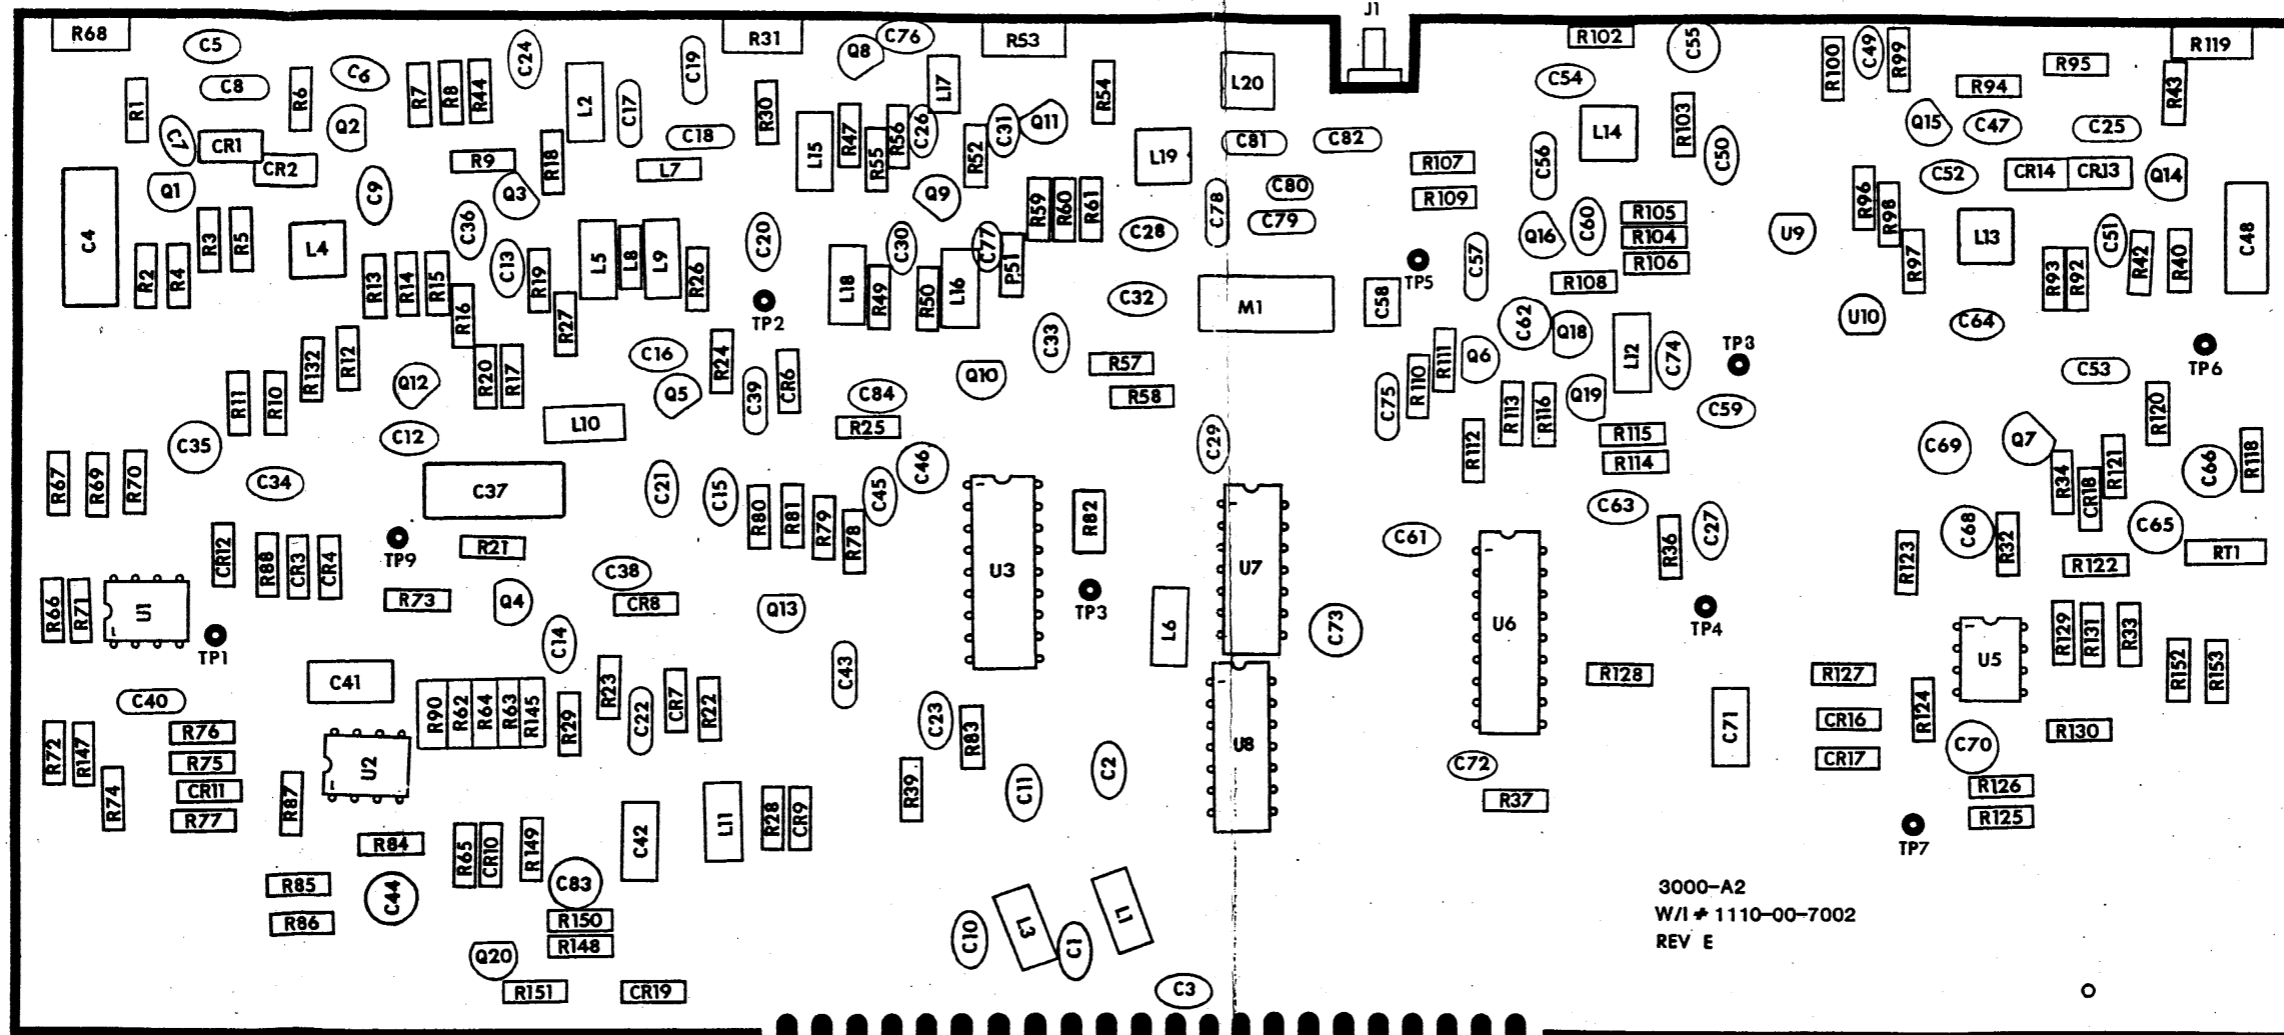 J1
R68
C5
C24
C19
R31
Q8
C76
R53
L20
R102
C55
R100
C49
R99
R95
R119
R1
C8
R6
C6
R7
R8
R44
L2
C17
R30
L17
R54
C54
R94
R43
C7
CR1
CR2
Q2
R9
R18
C18
L7
L15
R47
R55
R56
C26
R52
C31
Q11
L19
C81
C82
R107
C56
L14
R103
C50
Q15
C47
C25
C4
Q1
C9
Q3
C36
Q9
R59
R60
R61
C78
C80
C79
R109
R105
R104
R106
R96
R98
C52
CR14
CR13
Q14
R2
R4
R3
R5
L4
R13
R14
R15
R16
C13
R19
L5
L8
L9
R26
C20
L18
R49
C30
R50
L16
C77
P51
C28
C32
M1
TP5
C58
C57
Q16
C60
R108
U9
R97
L13
R93
R92
C51
R42
R40
C48
TP2
R27
C16
R24
C39
CR6
C84
Q10
C33
R57
R58
C62
Q18
Q6
R111
R110
L12
C74
TP3
U10
C64
TP6
C53
R11
R10
R132
R12
Q12
R20
R17
Q5
L10
C12
C35
C34
R25
C46
C29
C75
R112
R113
R116
Q19
R115
R114
C59
C69
Q7
R120
R118
R67
R69
R70
C37
C21
C15
R80
R81
R79
R78
C45
R82
C63
R34
CR18
R121
C66
CR12
R88
CR3
CR4
TP9
R21
C38
U3
U7
C61
U6
R36
C27
R123
C68
R32
C65
R122
RT1
R66
R71
U1
TP1
R73
Q4
CR8
Q13
TP3
L6
C73
TP4
U5
R129
R131
R33
C14
C41
C40
R90
R62
R64
R63
R145
R29
R23
C22
CR7
R22
C43
C23
R83
U8
R128
C71
R127
CR16
CR17
R124
R152
R153
R130
C70
R72
R147
R76
R75
CR11
R77
R74
R87
U2
R39
C11
C2
C72
R37
R126
R125
TP7
R84
R65
CR10
R149
C42
L11
R28
CR9
R85
R86
C44
C83
R150
R148
Q20
R151
CR19
C10
L3
C1
L1
C3
3000-A2
W/I # 1110-00-7002
REV E